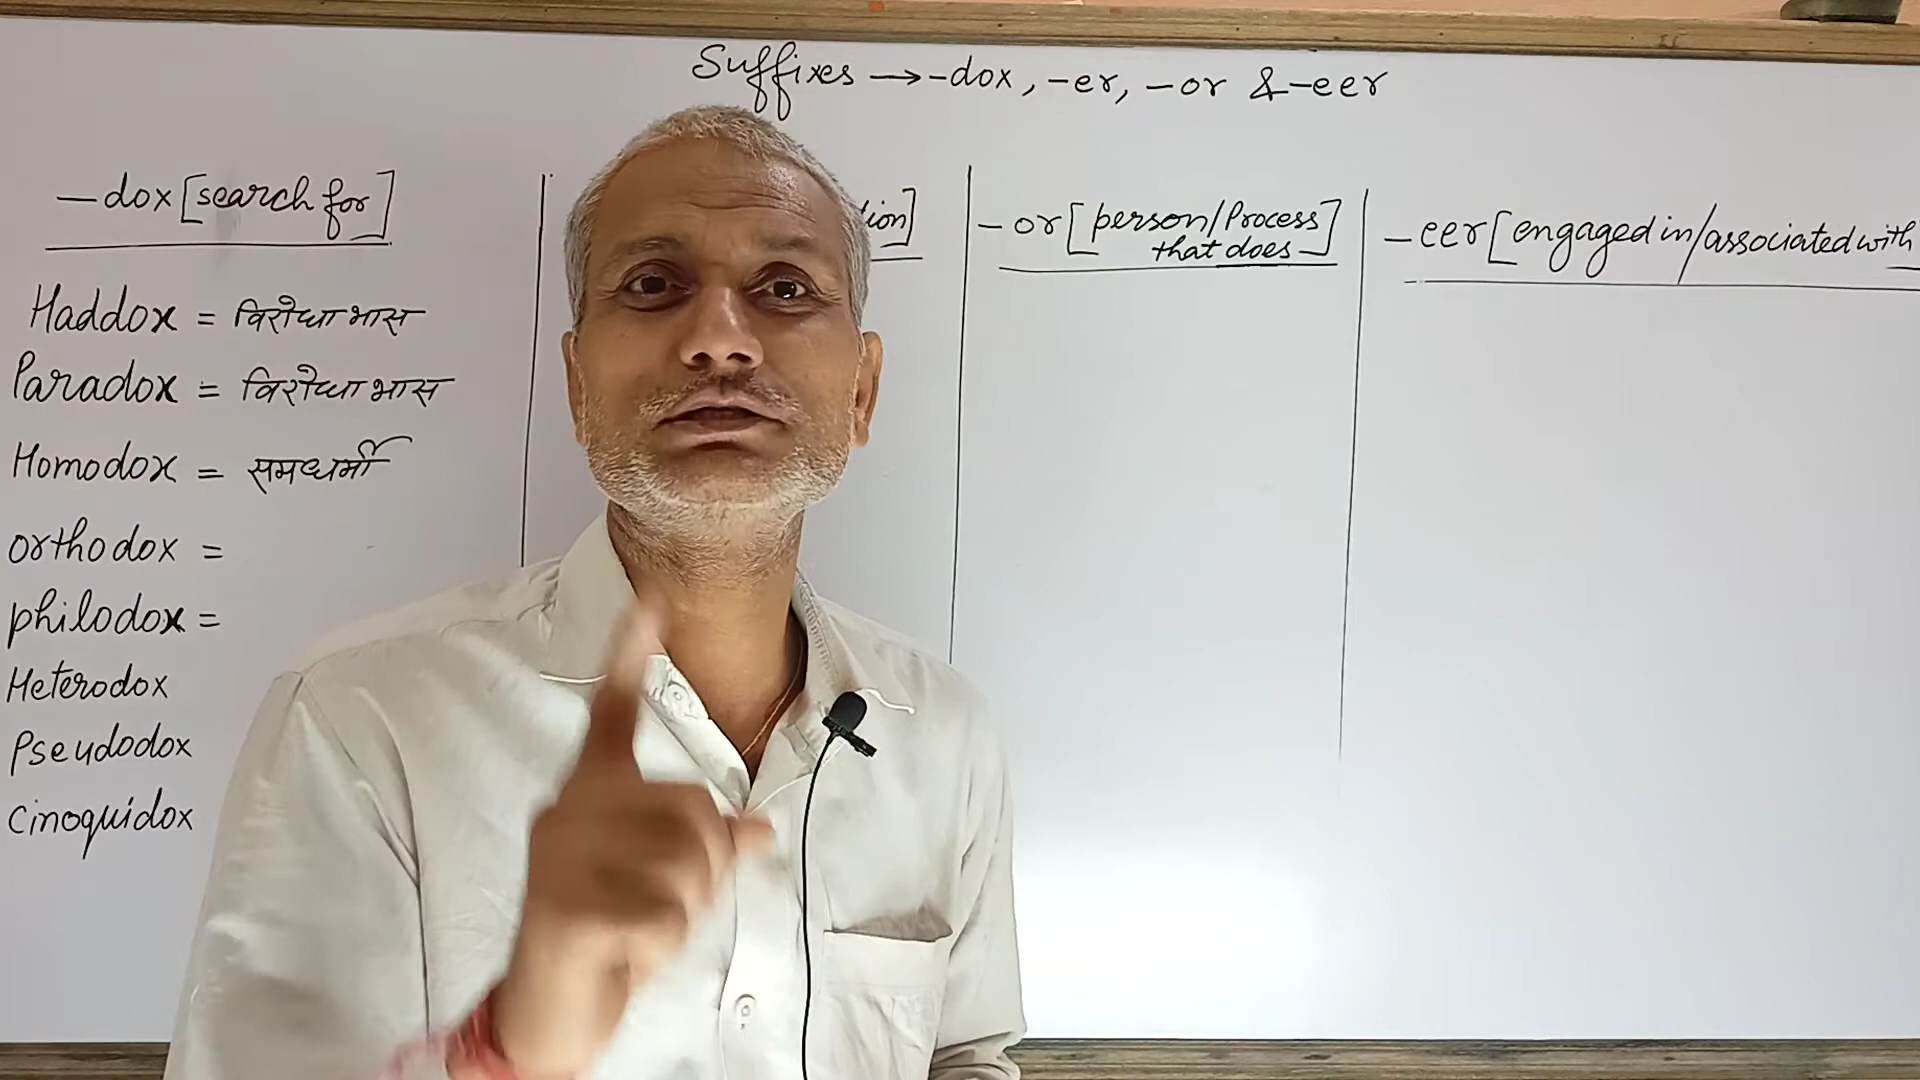 Suffixes → -dox, -er, -or & -eer
-dox [search for]
Haddox = विरोधाभास
Paradox = विरोधाभास
Homodox = समधर्मी
orthodox =
philodox =
Heterodox
Pseudodox
cinoquidox
tion]
-or [person/Process
that does]
-eer [engaged in/associated with